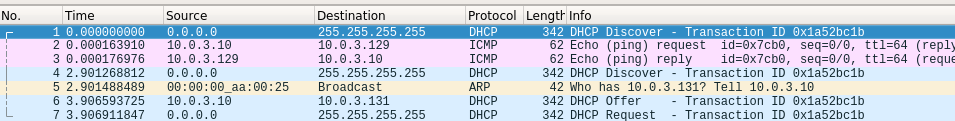 No. Time Source Destination Protocol Length Info
1 0.000000000 0.0.0.0 255.255.255.255 DHCP 342 DHCP Discover - Transaction ID 0x1a52bc1b
2 0.000163910 10.0.3.10 10.0.3.129 ICMP 62 Echo (ping) request id=0x7cb0, seq=0/0, ttl=64 (reply
3 0.000176976 10.0.3.129 10.0.3.10 ICMP 62 Echo (ping) reply id=0x7cb0, seq=0/0, ttl=64 (reque
4 2.901268812 0.0.0.0 255.255.255.255 DHCP 342 DHCP Discover - Transaction ID 0x1a52bc1b
5 2.901488489 00:00:00_aa:00:25 Broadcast ARP 42 Who has 10.0.3.131? Tell 10.0.3.10
6 3.906593725 10.0.3.10 10.0.3.131 DHCP 342 DHCP Offer - Transaction ID 0x1a52bc1b
7 3.906911847 0.0.0.0 255.255.255.255 DHCP 342 DHCP Request - Transaction ID 0x1a52bc1b